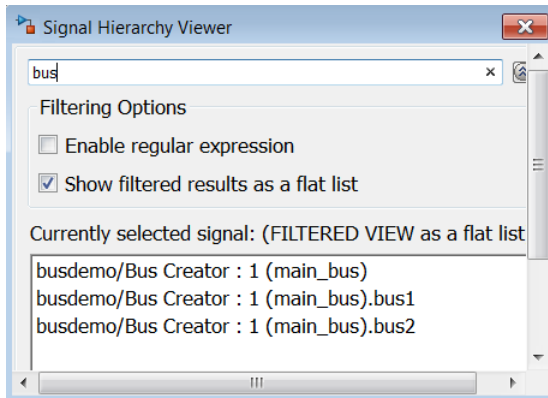 Signal Hierarchy Viewer
bus
Filtering Options
Enable regular expression
Show filtered results as a flat list
Currently selected signal: (FILTERED VIEW as a flat list
busdemo/Bus Creator : 1 (main_bus)
busdemo/Bus Creator : 1 (main_bus).bus1
busdemo/Bus Creator : 1 (main_bus).bus2